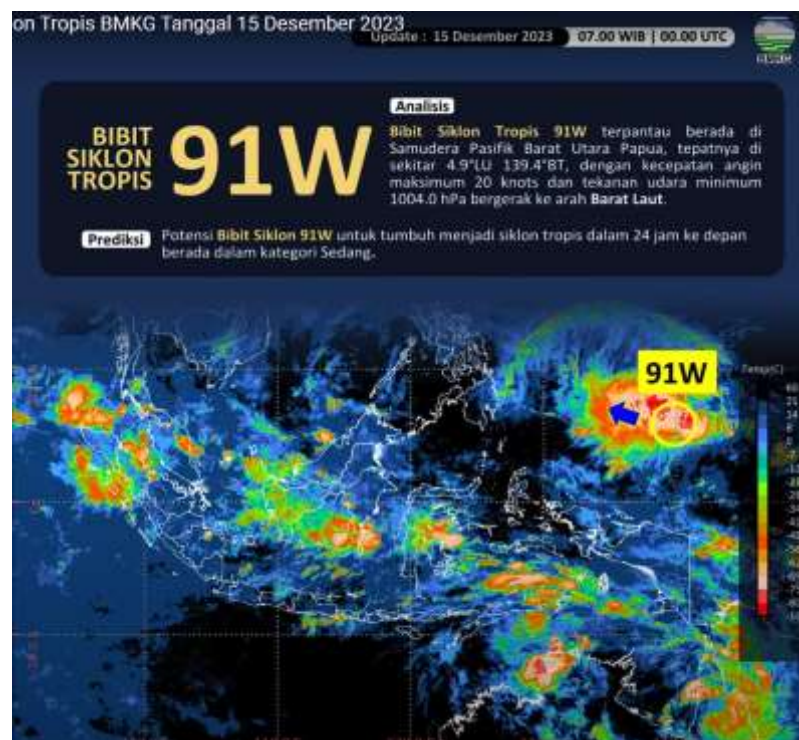 on Tropis BMKG Tanggal 15 Desember 2023
Update : 15 Desember 2023 07.00 WIB | 00.00 UTC
BMKG
BIBIT
SIKLON
TROPIS
91W
Analisis
Bibit Siklon Tropis 91W terpantau berada di
Samudera Pasifik Barat Utara Papua, tepatnya di
sekitar 4.9°LU 139.4°BT, dengan kecepatan angin
maksimum 20 knots dan tekanan udara minimum
1004.0 hPa bergerak ke arah Barat Laut.
Prediksi
Potensi Bibit Siklon 91W untuk tumbuh menjadi siklon tropis dalam 24 jam ke depan
berada dalam kategori Sedang.
91W